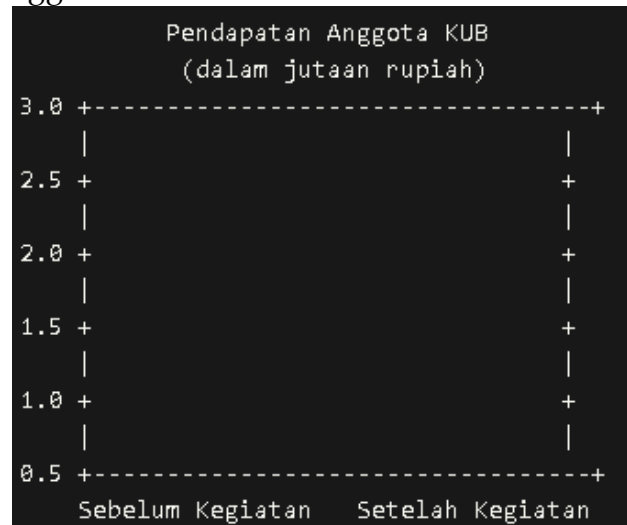 Pendapatan Anggota KUB
(dalam jutaan rupiah)
3.0 +----------------------------------+
|                                 |
2.5 +                                 +
|                                 |
2.0 +                                 +
|                                 |
1.5 +                                 +
|                                 |
1.0 +                                 +
|                                 |
0.5 +----------------------------------+
Sebelum Kegiatan   Setelah Kegiatan